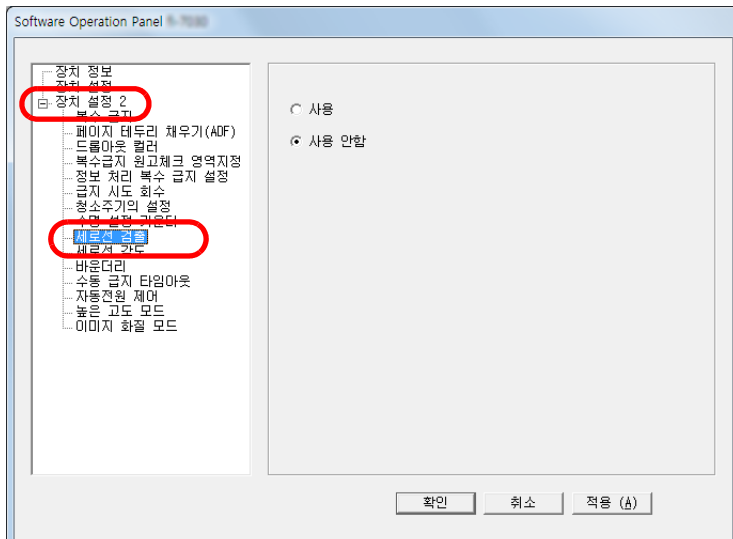 Software Operation Panel
장치 정보
장치 설정
장치 설정 2
복수 급지
페이지 테두리 채우기(ADF)
드롭아웃 컬러
복수급지 원고체크 영역지정
정보 처리 복수 급지 설정
급지 시도 회수
청소주기의 설정
수명 설정 카운터
세로선 검출
세로선 감도
바운더리
수동 급지 타임아웃
자동전원 제어
높은 고도 모드
이미지 화질 모드
사용
사용 안함
확인 취소 적용 (A)